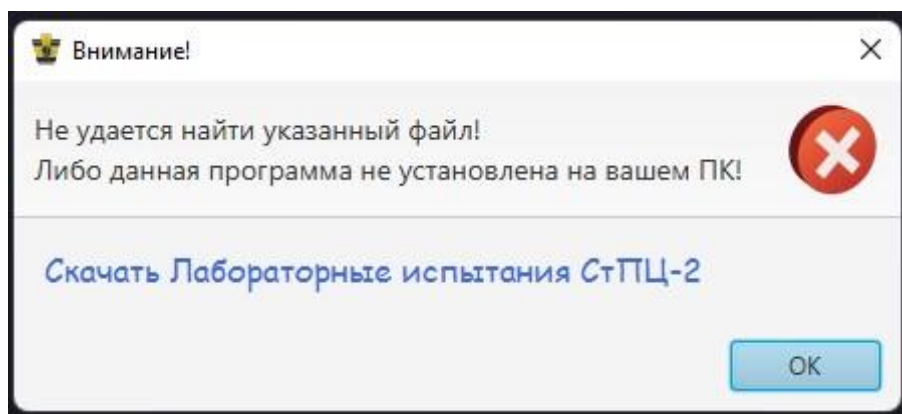 Внимание!
Не удается найти указанный файл!
Либо данная программа не установлена на вашем ПК!
Скачать Лабораторные испытания СтПЦ-2
OK